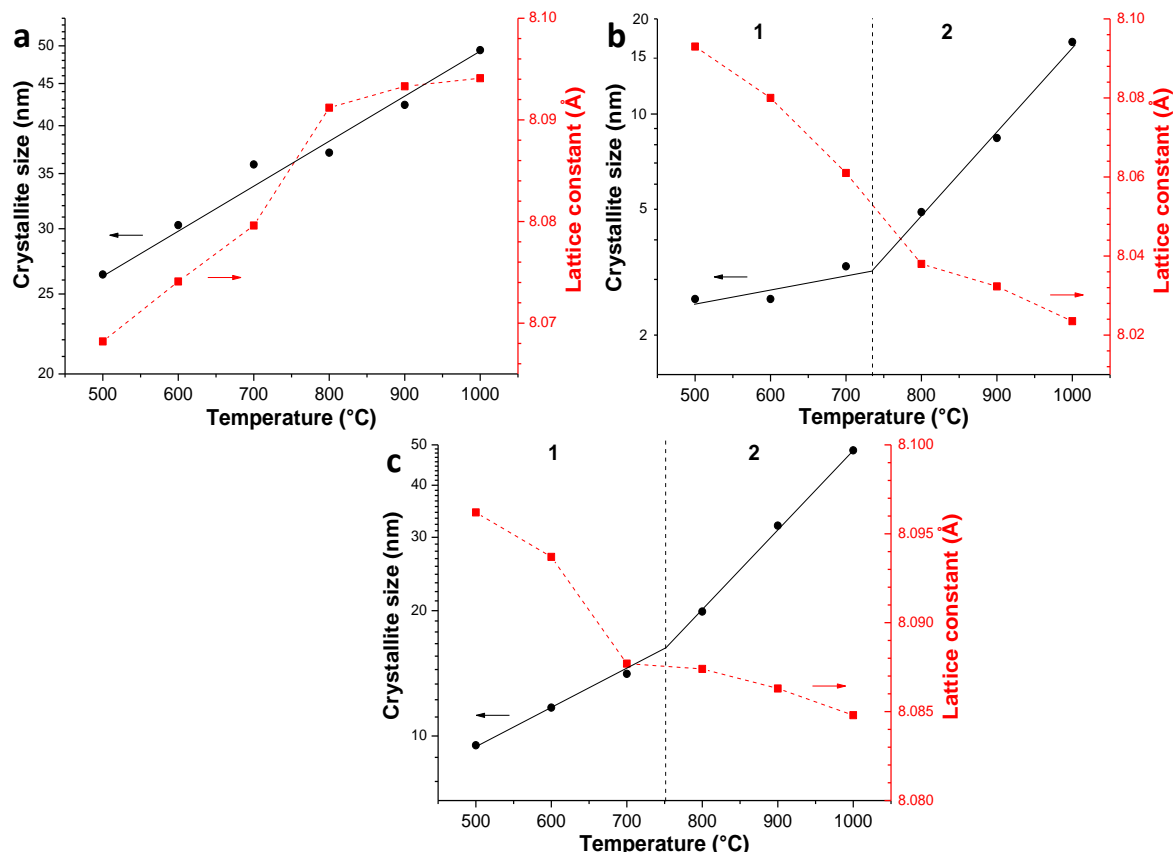 a
50
45
40
35
30
25
20
Crystallite size (nm)
500 600 700 800 900 1000
Temperature (°C)
8.10
8.09
8.08
8.07
Lattice constant (Å)
b
1 2
20
15
10
5
2
Crystallite size (nm)
500 600 700 800 900 1000
Temperature (°C)
8.10
8.08
8.06
8.04
8.02
Lattice constant (Å)
c
1 2
50
40
30
20
10
Crystallite size (nm)
500 600 700 800 900 1000
Temperature (°C)
8.100
8.095
8.090
8.085
8.080
Lattice constant (Å)